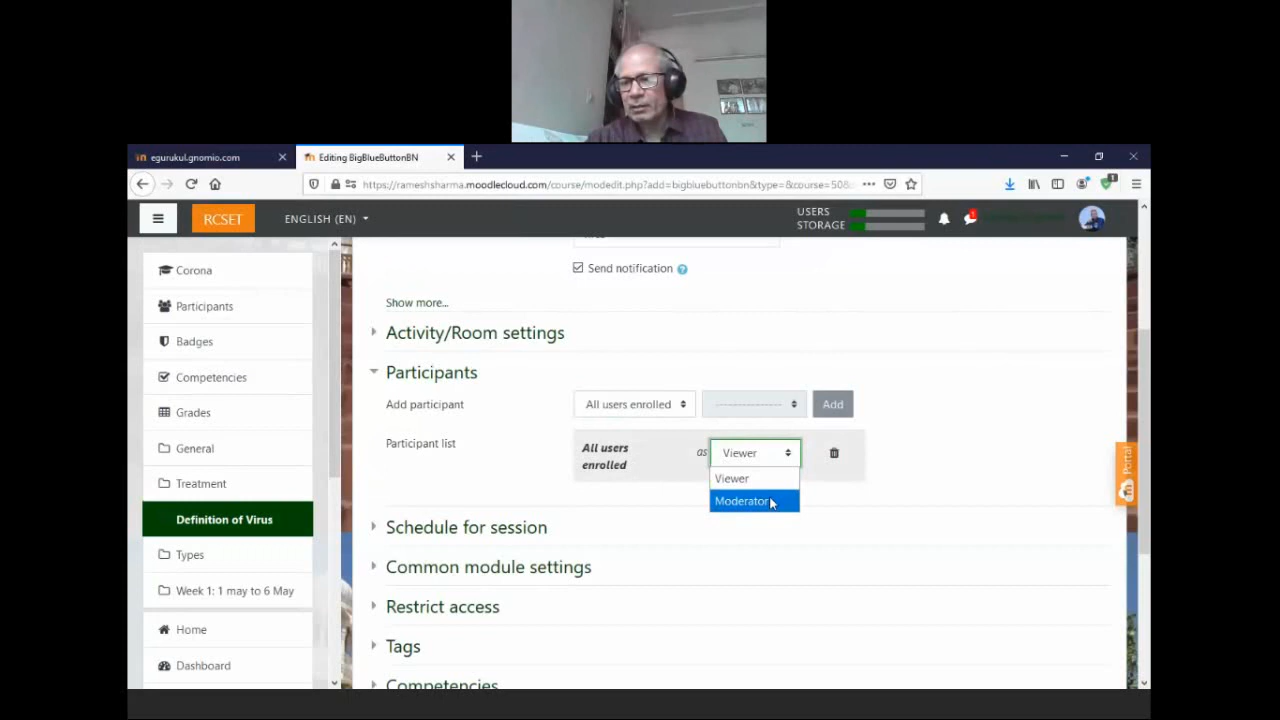 egurukul.gnomio.com
Editing BigBlueButtonBN
https://rameshsharma.moodlecloud.com/course/modedit.php?add=bigbluebuttonbn&type=&course=50&
RCSET
ENGLISH (EN)
USERS
STORAGE
Corona
Participants
Badges
Competencies
Grades
General
Treatment
Definition of Virus
Types
Week 1: 1 may to 6 May
Home
Dashboard
Send notification
Show more...
Activity/Room settings
Participants
Add participant
All users enrolled
Add
Participant list
All users
enrolled
as
Viewer
Viewer
Moderator
Schedule for session
Common module settings
Restrict access
Tags
Competencies
Portal